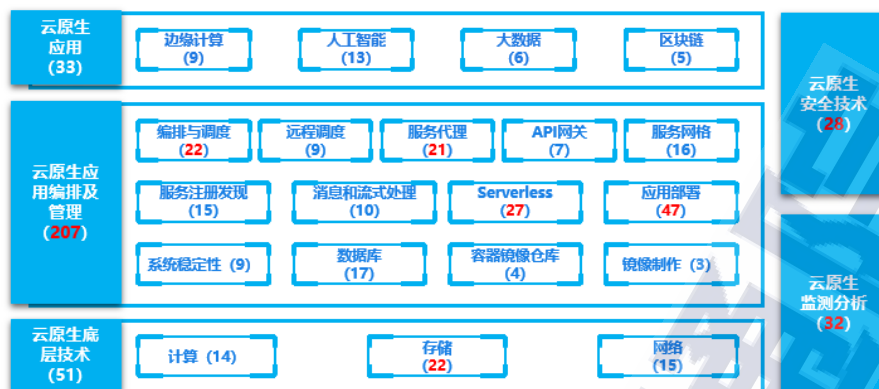 云原生
应用
(33)
边缘计算
(9)
人工智能
(13)
大数据
(6)
区块链
(5)
云原生应
用编排及
管理
(207)
编排与调度
(22)
远程调度
(9)
服务代理
(21)
API网关
(7)
服务网格
(16)
服务注册发现
(15)
消息和流式处理
(10)
Serverless
(27)
应用部署
(47)
系统稳定性 (9)
数据库
(17)
容器镜像仓库
(4)
镜像制作 (3)
云原生底
层技术
(51)
计算 (14)
存储
(22)
网络
(15)
云原生
安全技术
(28)
云原生
监测分析
(32)